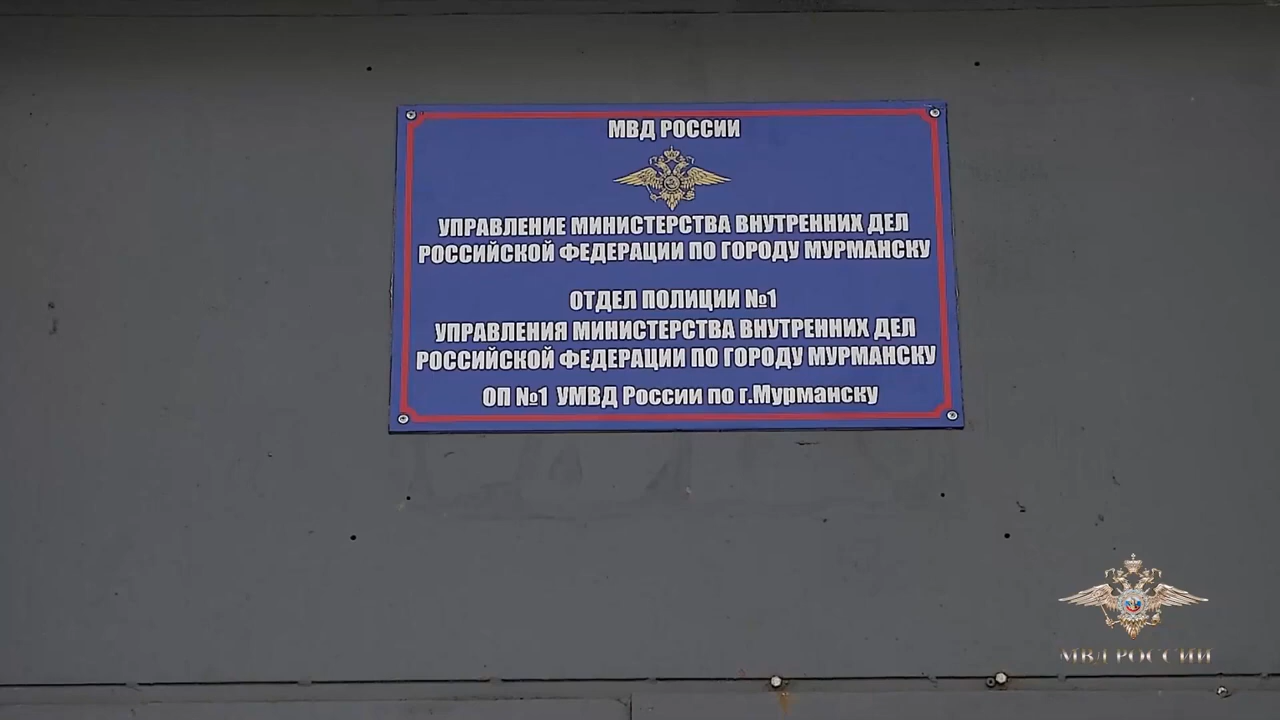 МВД РОССИИ
УПРАВЛЕНИЕ МИНИСТЕРСТВА ВНУТРЕННИХ ДЕЛ
РОССИЙСКОЙ ФЕДЕРАЦИИ ПО ГОРОДУ МУРМАНСКУ
ОТДЕЛ ПОЛИЦИИ №1
УПРАВЛЕНИЯ МИНИСТЕРСТВА ВНУТРЕННИХ ДЕЛ
РОССИЙСКОЙ ФЕДЕРАЦИИ ПО ГОРОДУ МУРМАНСКУ
ОП №1 УМВД России по г.Мурманску
МВД РОССИИ